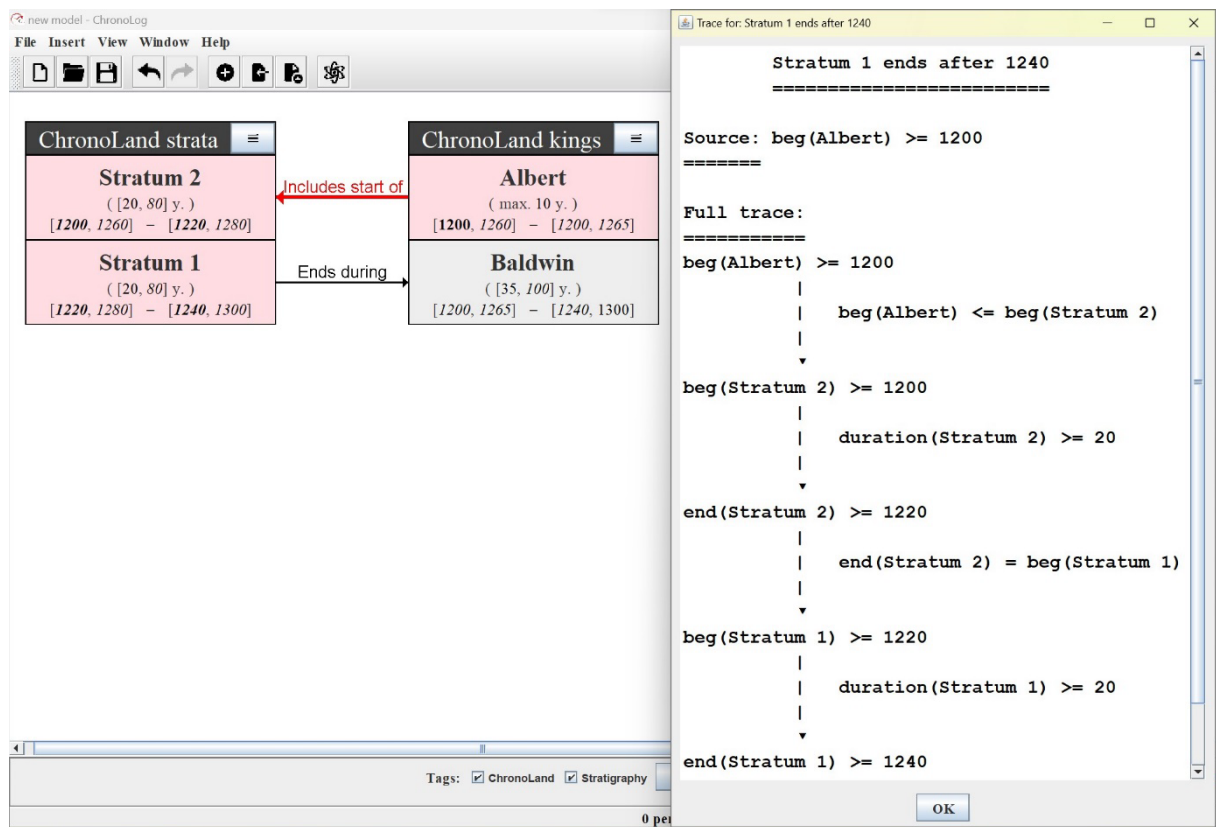 new model - ChronoLog
File Insert View Window Help
ChronoLand strata
Stratum 2
( [20, 80] y. )
[1200, 1260] – [1220, 1280]
Stratum 1
( [20, 80] y. )
[1220, 1280] – [1240, 1300]
Includes start of
Ends during
ChronoLand kings
Albert
( max. 10 y. )
[1200, 1260] – [1200, 1265]
Baldwin
( [35, 100] y. )
[1200, 1265] – [1240, 1300]
Tags: ChronoLand Stratigraphy
0 per
Trace for: Stratum 1 ends after 1240
Stratum 1 ends after 1240
=========================
Source: beg(Albert) >= 1200
=======
Full trace:
===========
beg(Albert) >= 1200
|
| beg(Albert) <= beg(Stratum 2)
|
▼
beg(Stratum 2) >= 1200
|
| duration(Stratum 2) >= 20
|
▼
end(Stratum 2) >= 1220
|
| end(Stratum 2) = beg(Stratum 1)
|
▼
beg(Stratum 1) >= 1220
|
| duration(Stratum 1) >= 20
|
▼
end(Stratum 1) >= 1240
OK